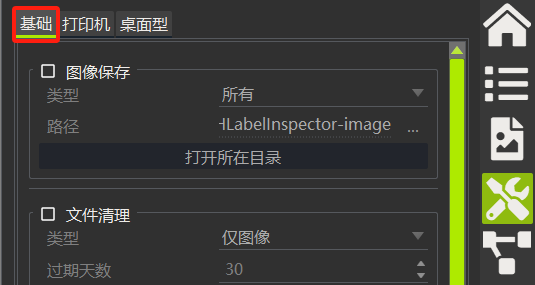 基础 打印机 桌面型
图像保存
类型 所有
路径 HLabelInspector-image ...
打开所在目录
文件清理
类型 仅图像
过期天数 30